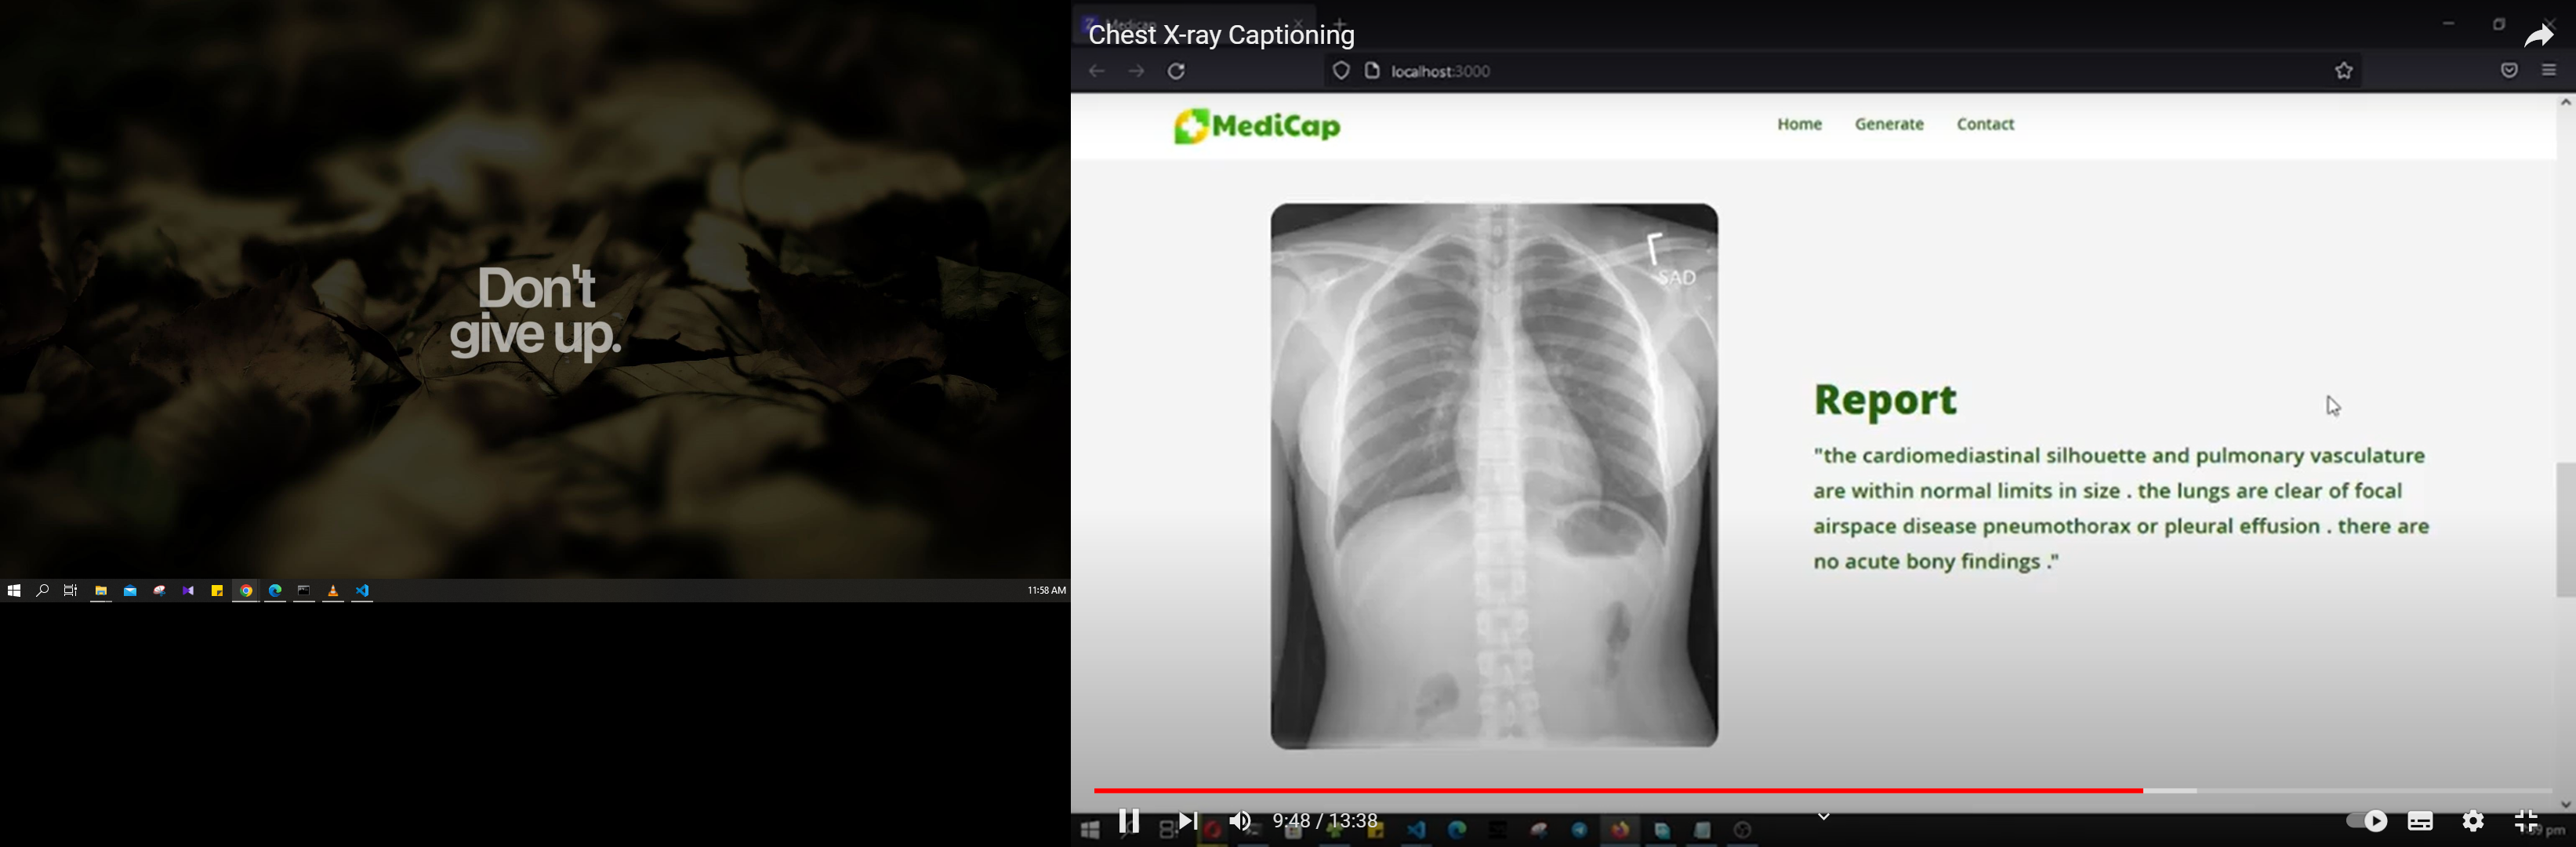 Don't
give up.
11:58 AM
Medicap
Chest X-ray Captioning
localhost:3000
MediCap
Home
Generate
Contact
SAD
Report
"the cardiomediastinal silhouette and pulmonary vasculature
are within normal limits in size . the lungs are clear of focal
airspace disease pneumothorax or pleural effusion . there are
no acute bony findings ."
9:48 / 13:38